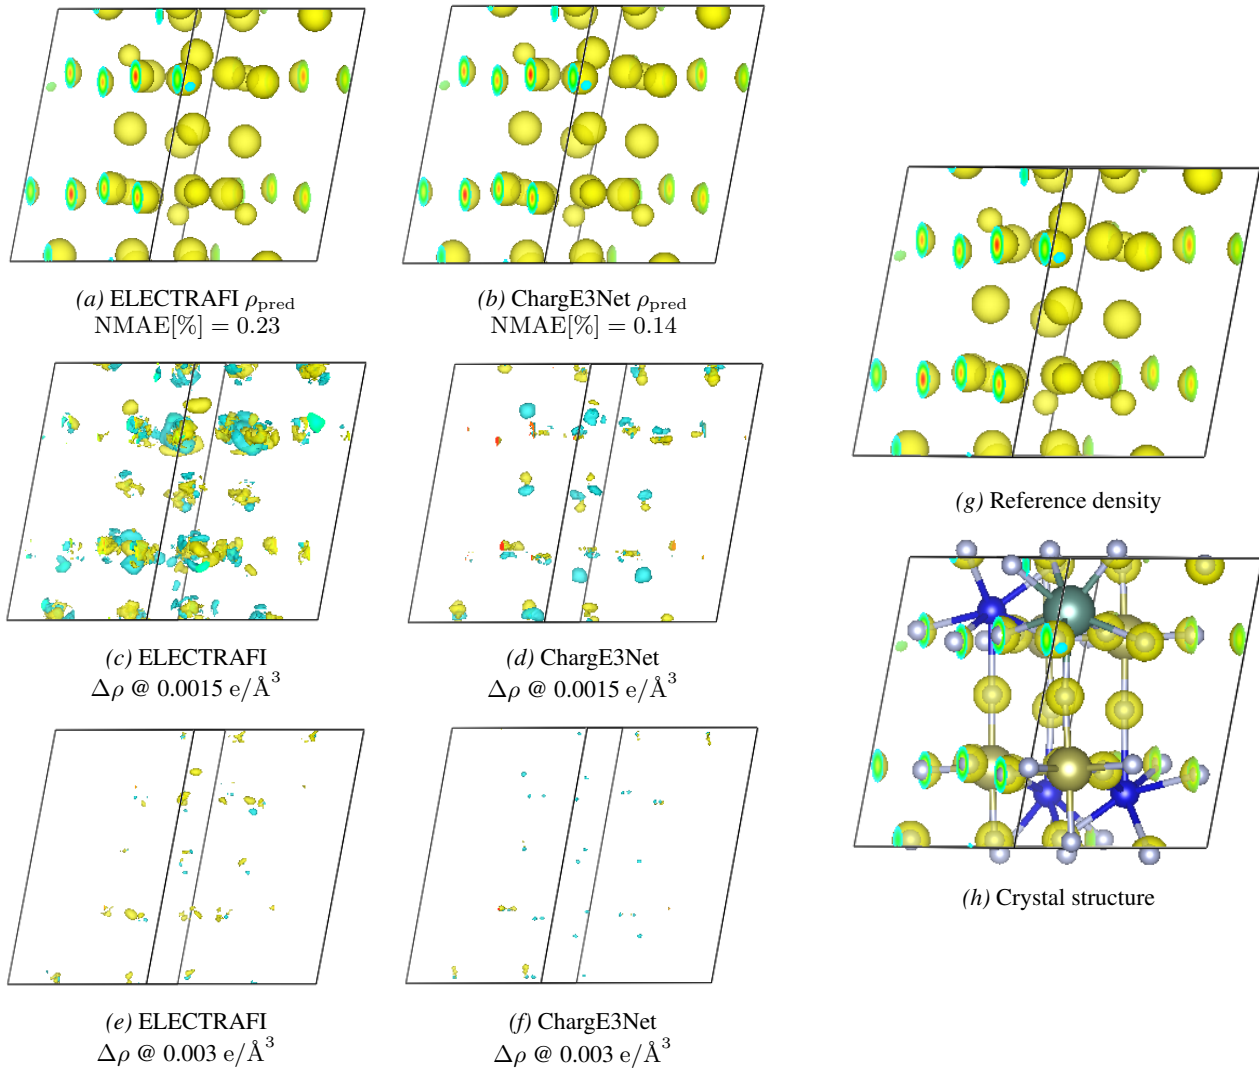 (a) ELECTRAFI ρpred
NMAE[%] = 0.23
(b) ChargE3Net ρpred
NMAE[%] = 0.14
(c) ELECTRAFI
Δρ @ 0.0015 e/Å³
(d) ChargE3Net
Δρ @ 0.0015 e/Å³
(e) ELECTRAFI
Δρ @ 0.003 e/Å³
(f) ChargE3Net
Δρ @ 0.003 e/Å³
(g) Reference density
(h) Crystal structure